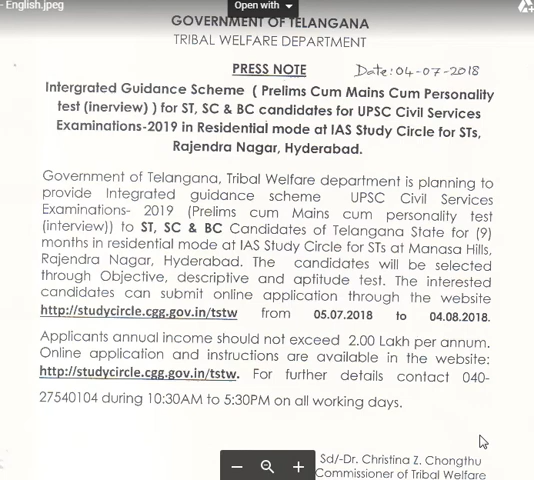 - English.jpeg
Open with
GOVERNMENT OF TELANGANA
TRIBAL WELFARE DEPARTMENT
PRESS NOTE Date:04-07-2018
Intergrated Guidance Scheme ( Prelims Cum Mains Cum Personality
test (inerview) ) for ST, SC & BC candidates for UPSC Civil Services
Examinations-2019 in Residential mode at IAS Study Circle for STs,
Rajendra Nagar, Hyderabad.
Government of Telangana, Tribal Welfare department is planning to
provide Integrated guidance scheme UPSC Civil Services
Examinations- 2019 (Prelims cum Mains cum personality test
(interview)) to ST, SC & BC Candidates of Telangana State for (9)
months in residential mode at IAS Study Circle for STs at Manasa Hills,
Rajendra Nagar, Hyderabad. The candidates will be selected
through Objective, descriptive and aptitude test. The interested
candidates can submit online application through the website
http://studycircle.cgg.gov.in/tstw from 05.07.2018 to 04.08.2018.
Applicants annual income should not exceed 2.00 Lakh per annum.
Online application and instructions are available in the website:
http://studycircle.cgg.gov.in/tstw. For further details contact 040-
27540104 during 10:30AM to 5:30PM on all working days.
Sd/-Dr. Christina Z. Chongthu
Commissioner of Tribal Welfare